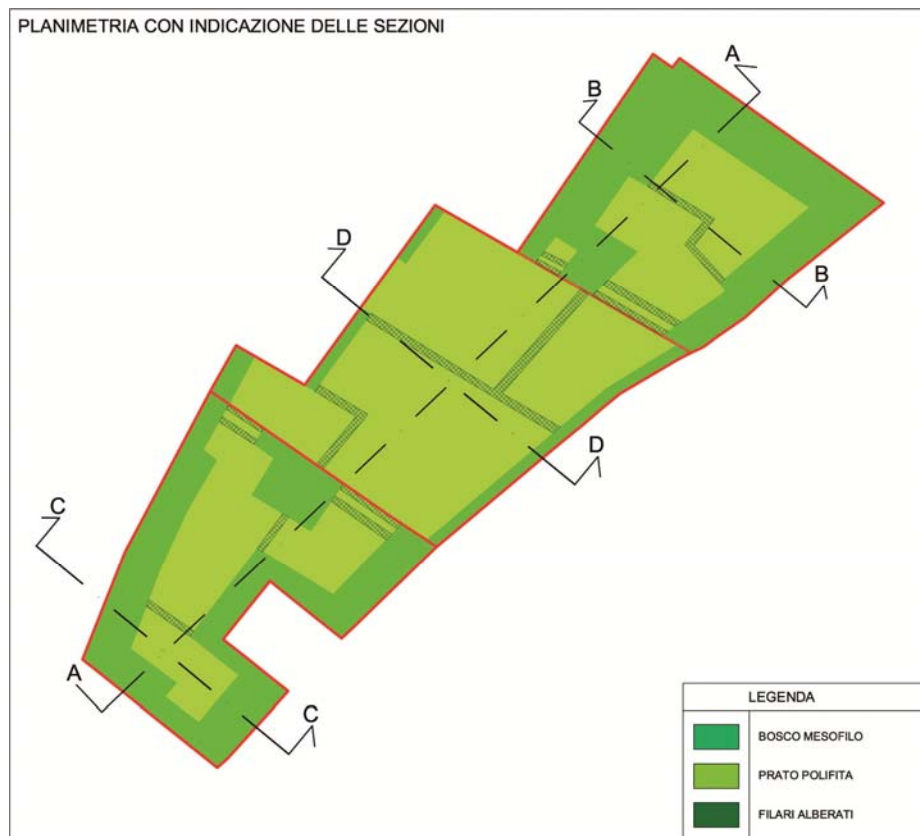 PLANIMETRIA CON INDICAZIONE DELLE SEZIONI
A
B
D
B
D
C
A
C
LEGENDA
BOSCO MESOFILO
PRATO POLIFITA
FILARI ALBERATI